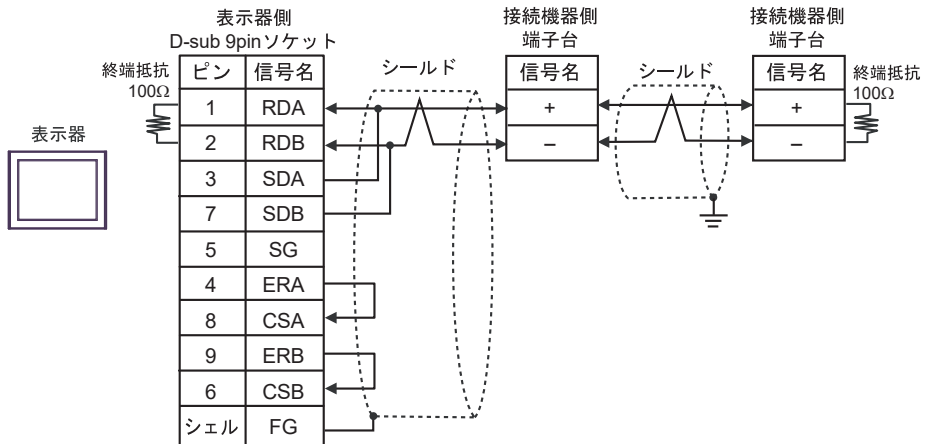 表示器側
D-sub 9pinソケット
接続機器側
端子台
接続機器側
端子台
終端抵抗
100Ω
ピン 信号名
シールド
信号名
シールド
信号名
終端抵抗
100Ω
1 RDA
+
+
2 RDB
−
−
表示器
3 SDA
7 SDB
5 SG
4 ERA
8 CSA
9 ERB
6 CSB
シェル FG